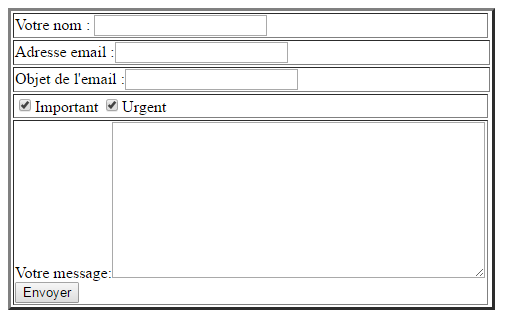 Votre nom :
Adresse email :
Objet de l'email :
Important Urgent
Votre message:
Envoyer